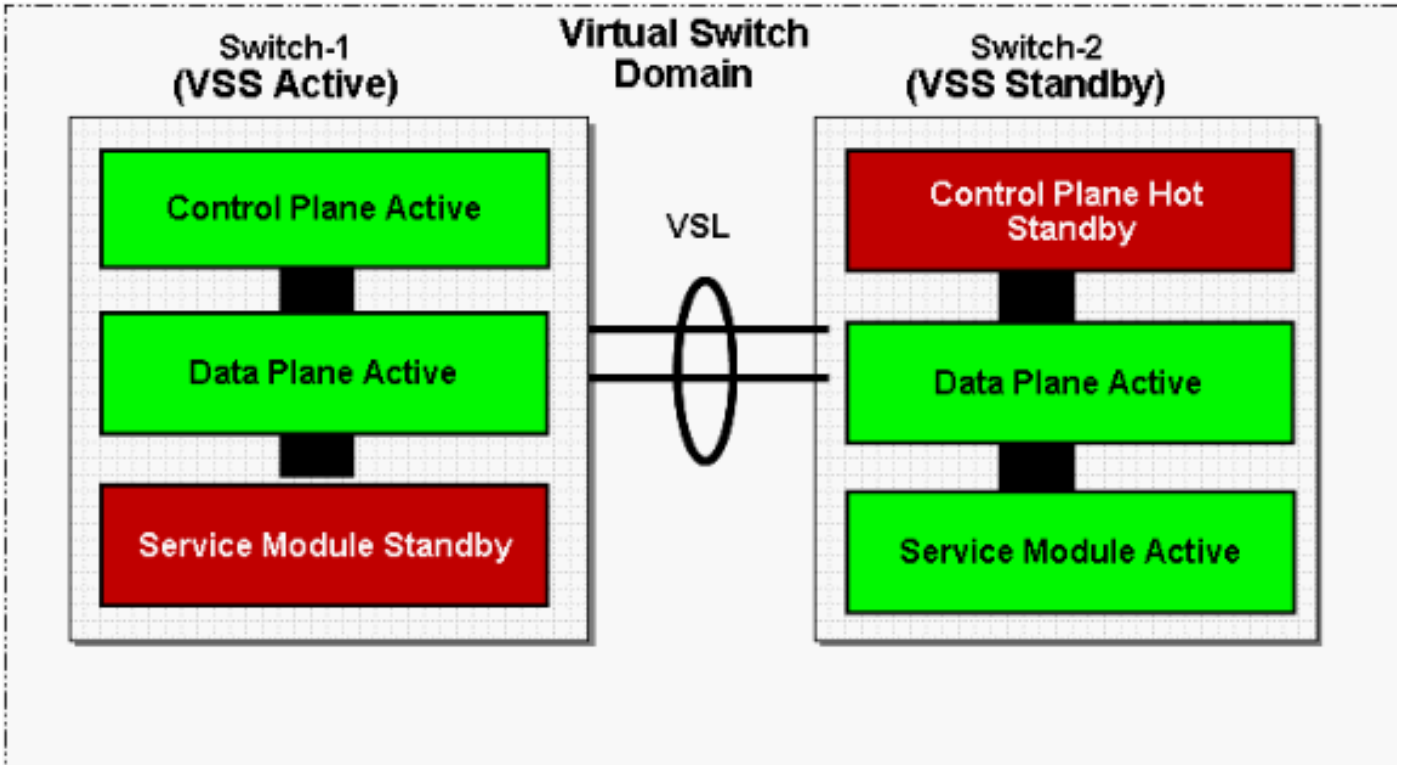 Virtual Switch
Domain
Switch-1
(VSS Active)
Control Plane Active
Data Plane Active
Service Module Standby
VSL
Switch-2
(VSS Standby)
Control Plane Hot
Standby
Data Plane Active
Service Module Active